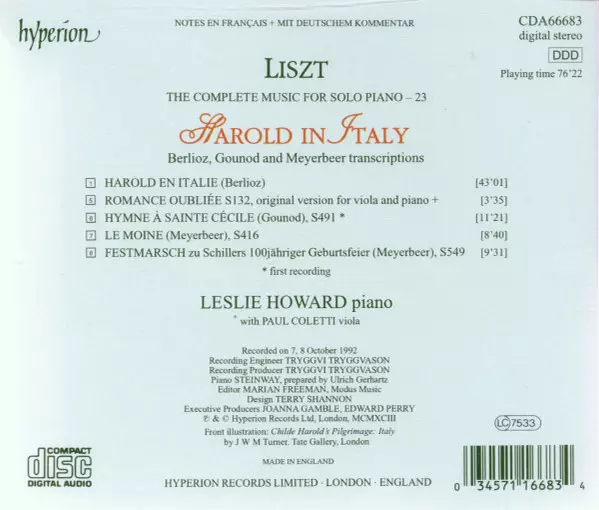 NOTES EN FRANÇAIS + MIT DEUTSCHEM KOMMENTAR
CDA66683
digital stereo
hyperion
DDD
Playing time 76'22
LISZT
THE COMPLETE MUSIC FOR SOLO PIANO – 23
HAROLD IN ITALY
Berlioz, Gounod and Meyerbeer transcriptions
1 HAROLD EN ITALIE (Berlioz) [43'01]
5 ROMANCE OUBLIÉE S132, original version for viola and piano + [3'35]
6 HYMNE À SAINTE CÉCILE (Gounod), S491 * [11'21]
7 LE MOINE (Meyerbeer), S416 [8'40]
8 FESTMARSCH zu Schillers 100jähriger Geburtsfeier (Meyerbeer), S549 [9'31]
* first recording
LESLIE HOWARD piano
+ with PAUL COLETTI viola
Recorded on 7, 8 October 1992
Recording Engineer TRYGGVI TRYGGVASON
Recording Producer TRYGGVI TRYGGVASON
Piano STEINWAY, prepared by Ulrich Gerhartz
Editor MARIAN FREEMAN, Modus Music
Design TERRY SHANNON
Executive Producers JOANNA GAMBLE, EDWARD PERRY
℗ & © Hyperion Records Ltd, London, MCMXCIII
Front illustration: Childe Harold's Pilgrimage: Italy
by J W M Turner. Tate Gallery, London
LC 7533
COMPACT
disc
DIGITAL AUDIO
MADE IN ENGLAND
HYPERION RECORDS LIMITED · LONDON · ENGLAND
0 34571 16683 4